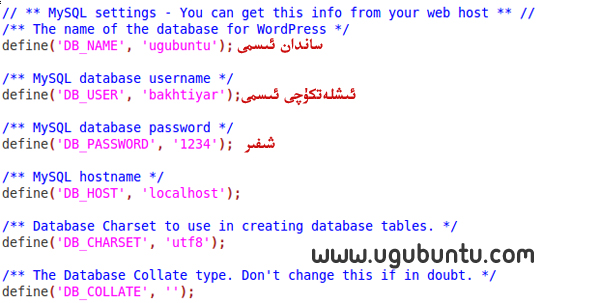 // ** MySQL settings - You can get this info from your web host ** //
/** The name of the database for WordPress */
define('DB_NAME', 'ugubuntu'); ساندان ئىسمى
/** MySQL database username */
define('DB_USER', 'bakhtiyar'); ئىشلەتكۈچى ئىسمى
/** MySQL database password */
define('DB_PASSWORD', '1234'); شىفىر
/** MySQL hostname */
define('DB_HOST', 'localhost');
/** Database Charset to use in creating database tables. */
define('DB_CHARSET', 'utf8');
www.ugubuntu.com
/** The Database Collate type. Don't change this if in doubt. */
define('DB_COLLATE', '');